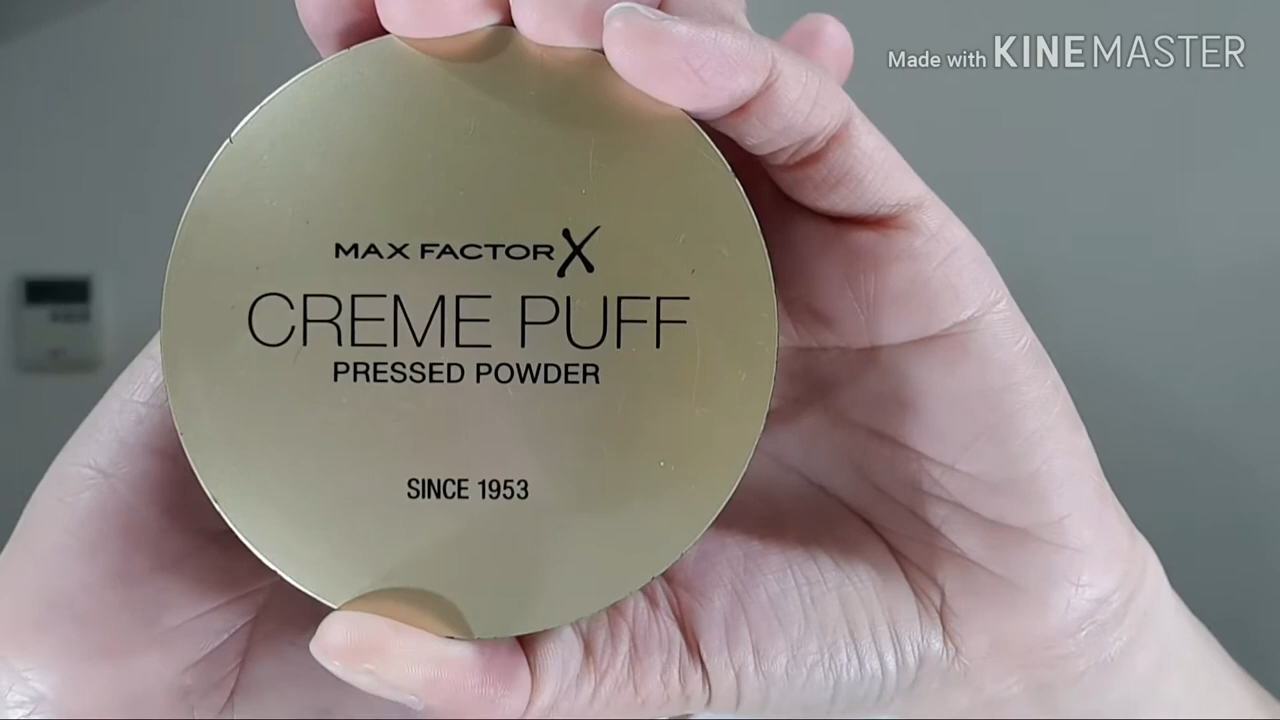 Made with KINEMASTER
MAX FACTOR X
CREME PUFF
PRESSED POWDER
SINCE 1953